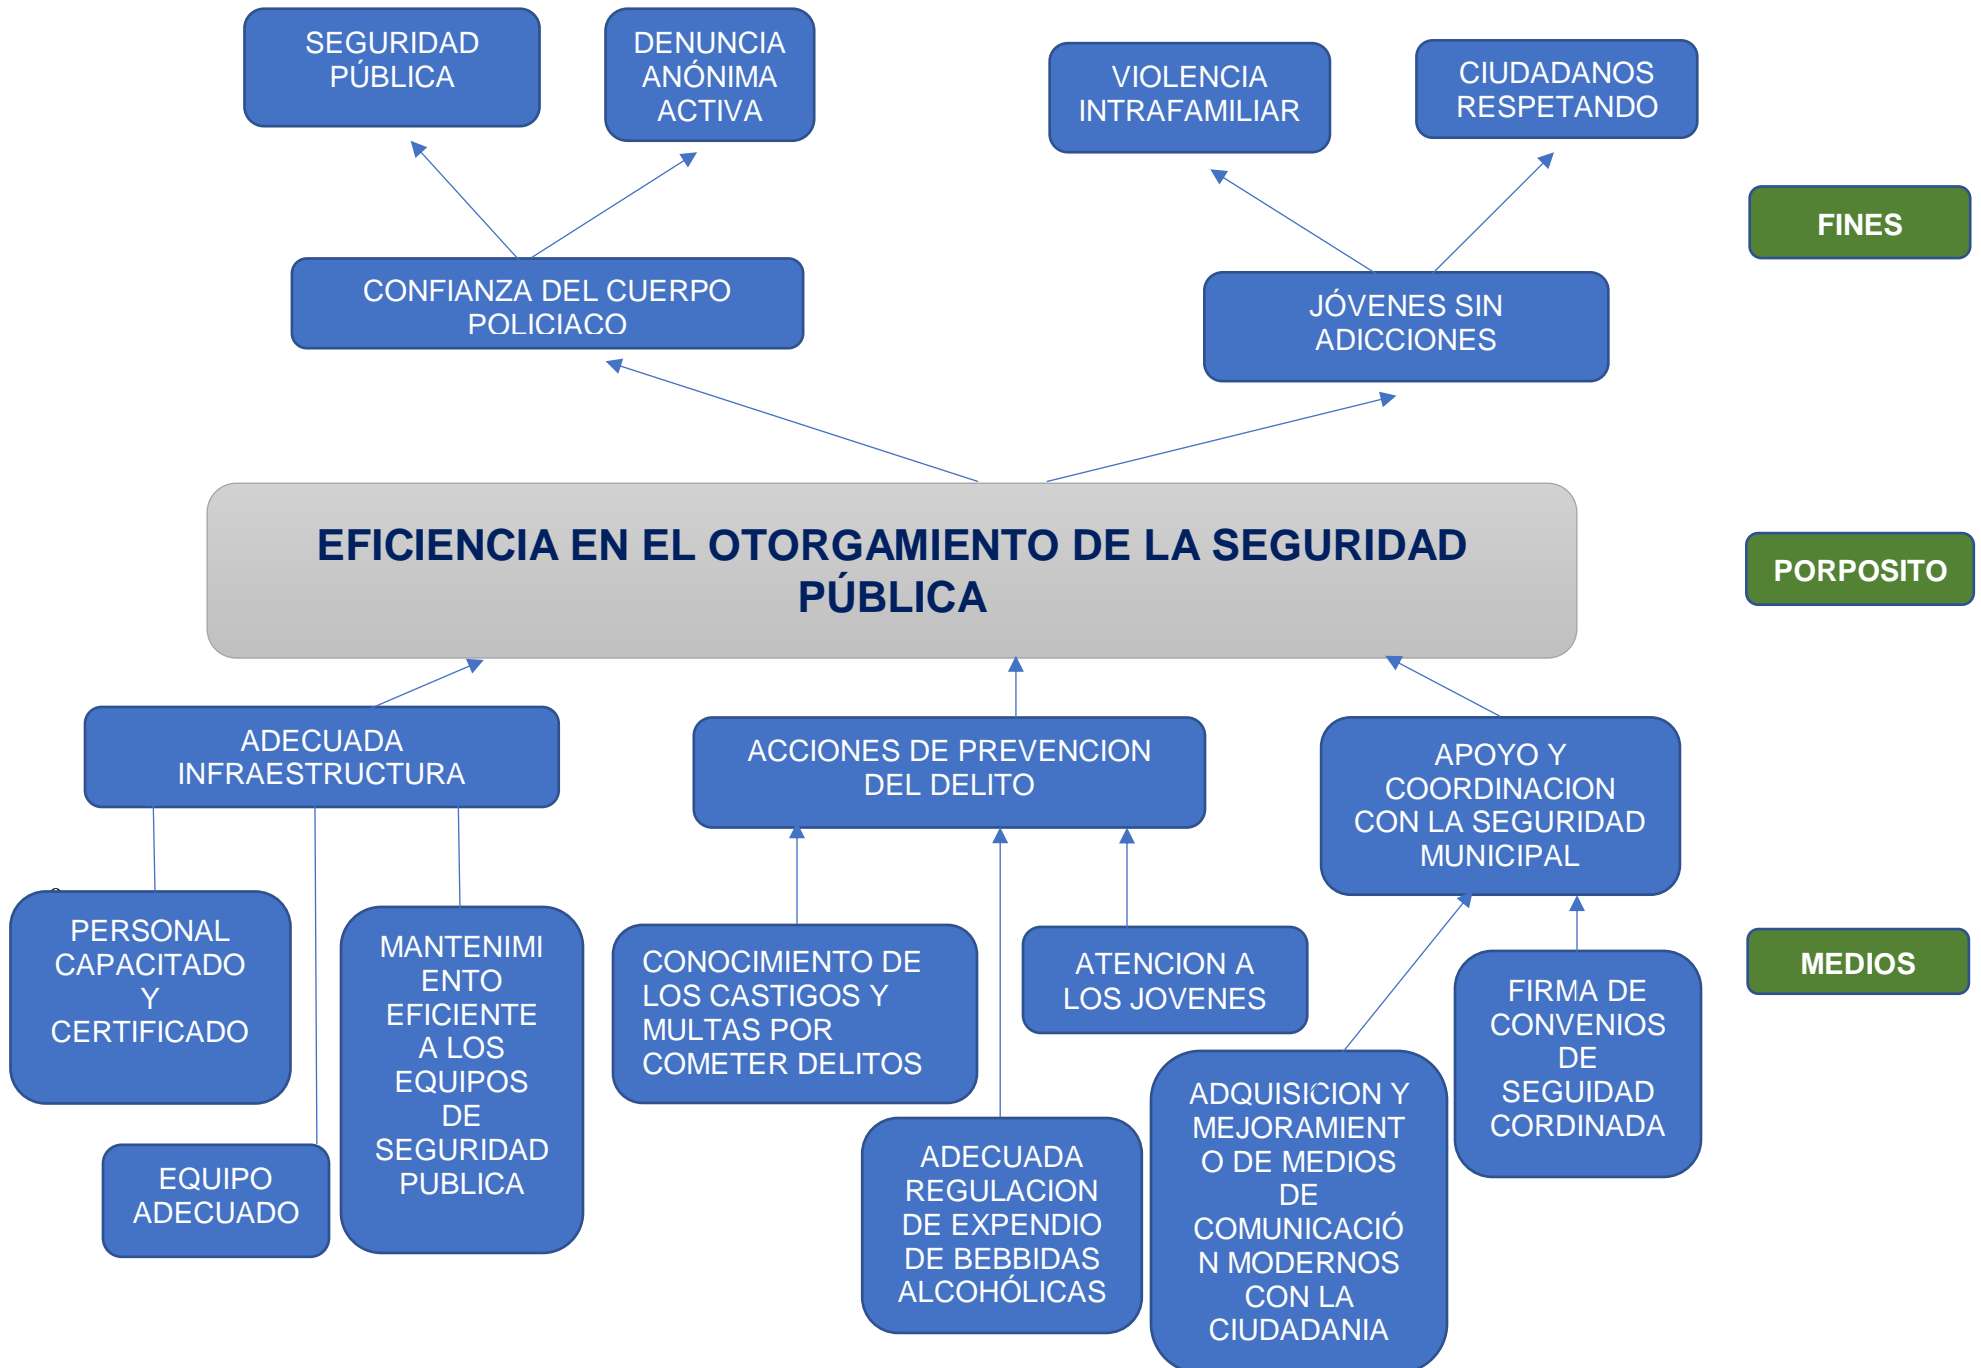 SEGURIDAD
PÚBLICA
DENUNCIA
ANÓNIMA
ACTIVA
VIOLENCIA
INTRAFAMILIAR
CIUDADANOS
RESPETANDO
FINES
CONFIANZA DEL CUERPO
POLICIACO
JÓVENES SIN
ADICCIONES
EFICIENCIA EN EL OTORGAMIENTO DE LA SEGURIDAD
PÚBLICA
PORPOSITO
ADECUADA
INFRAESTRUCTURA
ACCIONES DE PREVENCION
DEL DELITO
APOYO Y
COORDINACION
CON LA SEGURIDAD
MUNICIPAL
PERSONAL
CAPACITADO
Y
CERTIFICADO
MANTENIMI
ENTO
EFICIENTE
A LOS
EQUIPOS
DE
SEGURIDAD
PUBLICA
CONOCIMIENTO DE
LOS CASTIGOS Y
MULTAS POR
COMETER DELITOS
ATENCION A
LOS JOVENES
FIRMA DE
CONVENIOS
DE
SEGUIDAD
CORDINADA
MEDIOS
EQUIPO
ADECUADO
ADECUADA
REGULACION
DE EXPENDIO
DE BEBBIDAS
ALCOHÓLICAS
ADQUISICION Y
MEJORAMIENT
O DE MEDIOS
DE
COMUNICACIÓ
N MODERNOS
CON LA
CIUDADANIA